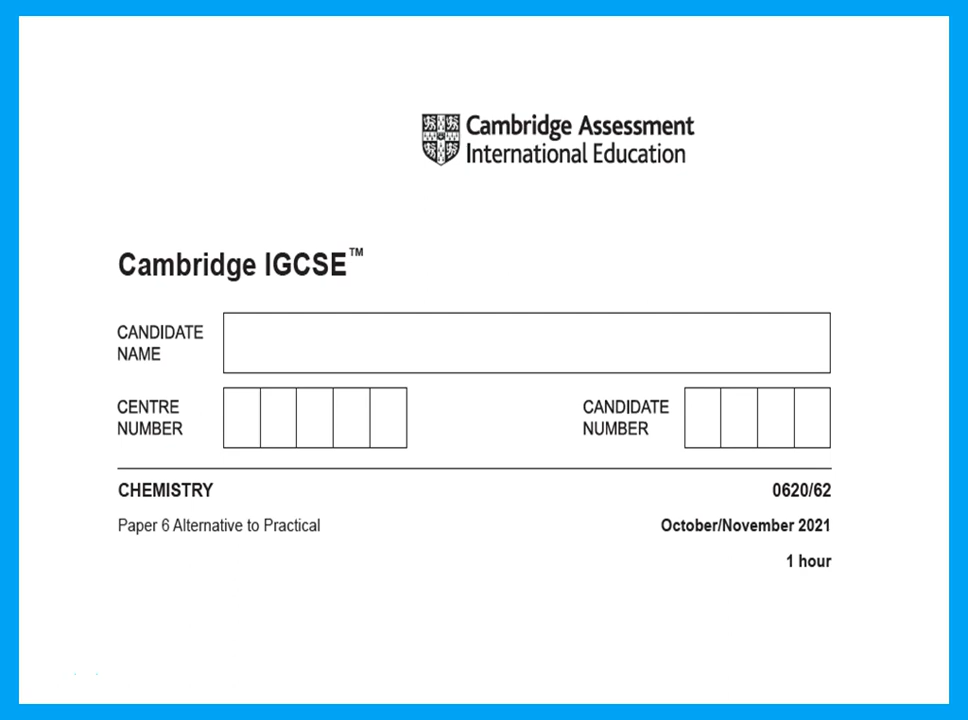 Cambridge Assessment
International Education
Cambridge IGCSE™
CANDIDATE
NAME
CENTRE
NUMBER
CANDIDATE
NUMBER
CHEMISTRY 0620/62
Paper 6 Alternative to Practical October/November 2021
1 hour